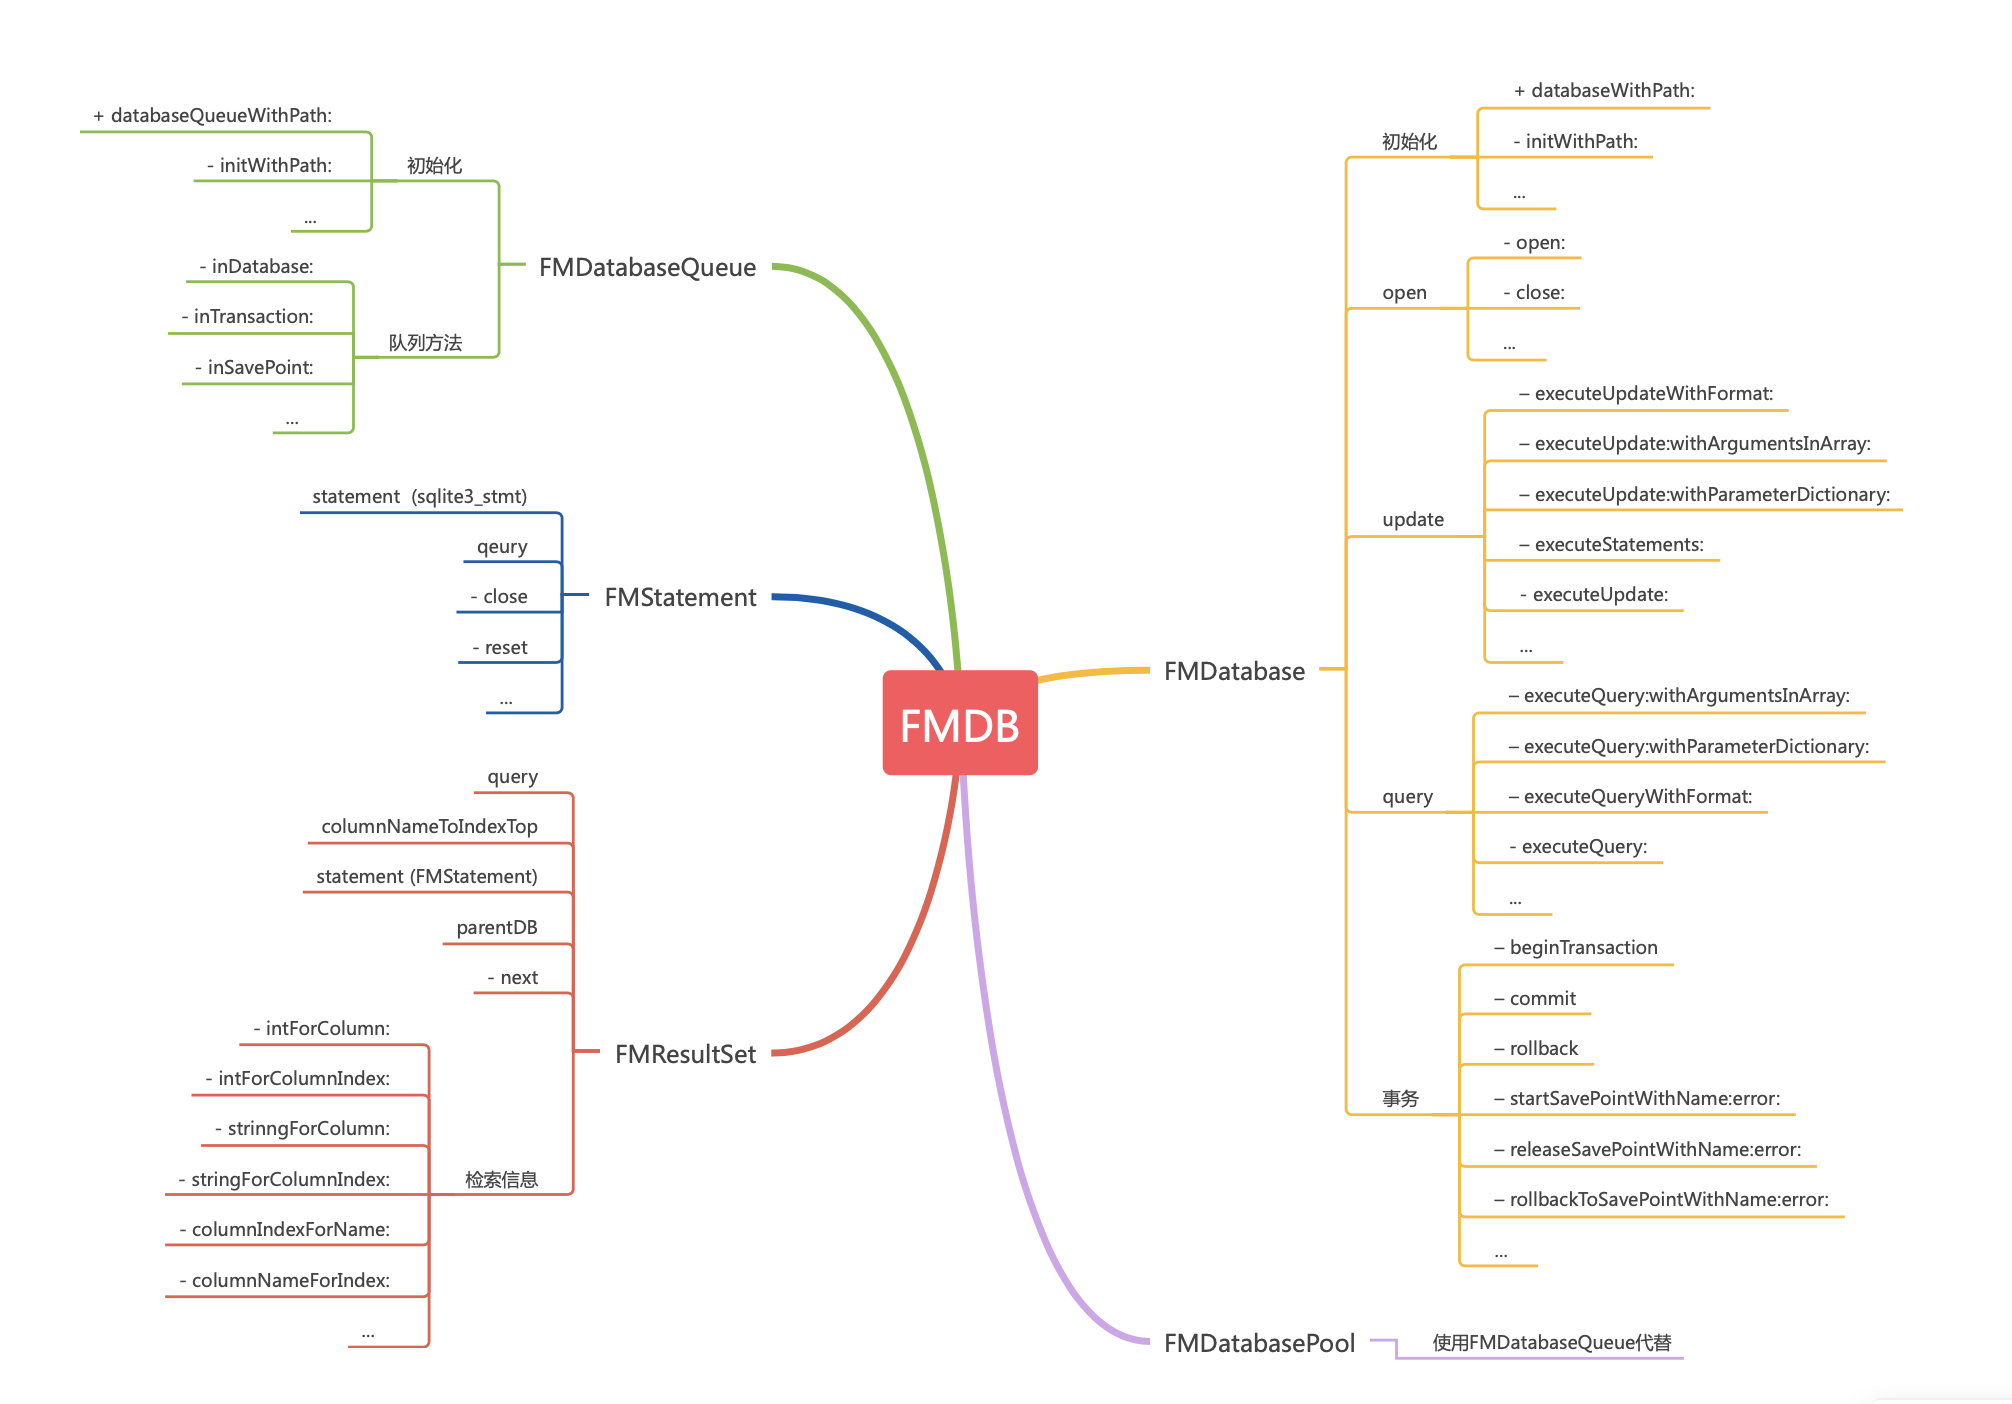 FMDB
FMDatabaseQueue
初始化
+ databaseQueueWithPath:
- initWithPath:
...
队列方法
- inDatabase:
- inTransaction:
- inSavePoint:
...
FMStatement
statement (sqlite3_stmt)
qeury
- close
- reset
...
FMResultSet
query
columnNameToIndexTop
statement (FMStatement)
parentDB
- next
检索信息
- intForColumn:
- intForColumnIndex:
- strinngForColumn:
- stringForColumnIndex:
- columnIndexForName:
- columnNameForIndex:
...
FMDatabase
初始化
+ databaseWithPath:
- initWithPath:
...
open
- open:
- close:
...
update
– executeUpdateWithFormat:
– executeUpdate:withArgumentsInArray:
– executeUpdate:withParameterDictionary:
– executeStatements:
- executeUpdate:
...
query
– executeQuery:withArgumentsInArray:
– executeQuery:withParameterDictionary:
– executeQueryWithFormat:
- executeQuery:
...
事务
– beginTransaction
– commit
– rollback
– startSavePointWithName:error:
– releaseSavePointWithName:error:
– rollbackToSavePointWithName:error:
...
FMDatabasePool
使用FMDatabaseQueue代替